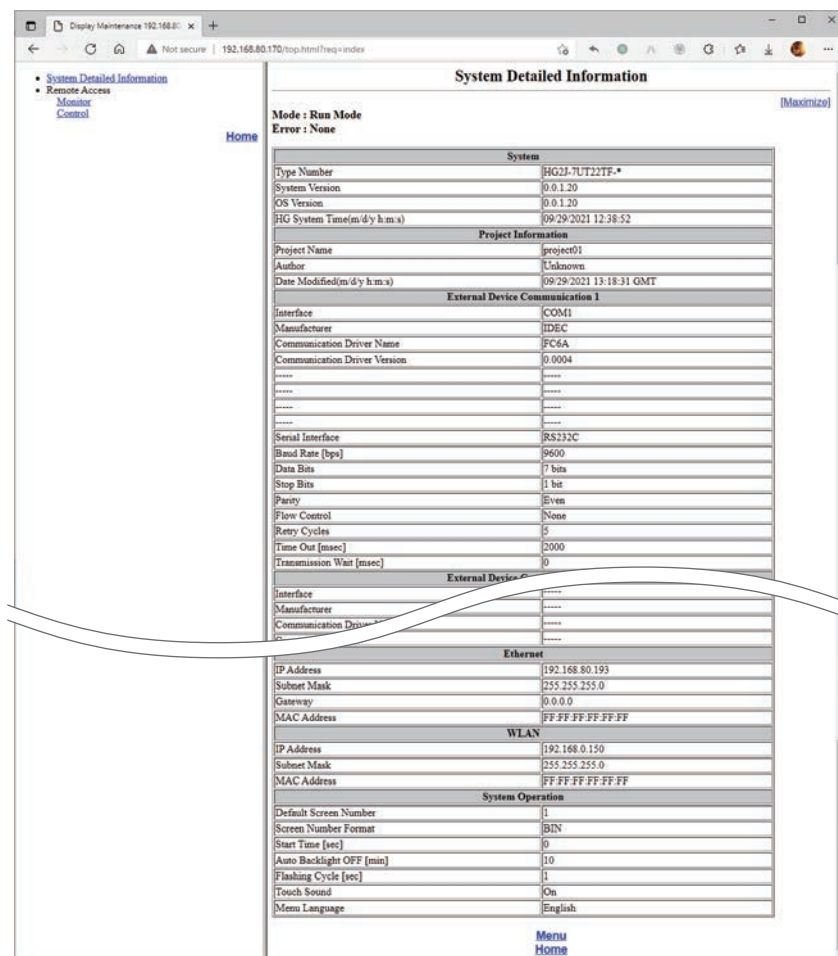 Display Maintenance 192.168.80
Not secure | 192.168.80.170/top.html?req=index
System Detailed Information
Remote Access
Monitor
Control
Home
System Detailed Information
[Maximize]
Mode : Run Mode
Error : None
System
Type Number HG2J-7UT22TF-*
System Version 0.0.1.20
OS Version 0.0.1.20
HG System Time(m/d/y h:m:s) 09/29/2021 12:38:52
Project Information
Project Name project01
Author Unknown
Date Modified(m/d/y h:m:s) 09/29/2021 13:18:31 GMT
External Device Communication 1
Interface COM1
Manufacturer IDEC
Communication Driver Name FC6A
Communication Driver Version 0.0004
----- -----
----- -----
----- -----
----- -----
Serial Interface RS232C
Baud Rate [bps] 9600
Data Bits 7 bits
Stop Bits 1 bit
Parity Even
Flow Control None
Retry Cycles 5
Time Out [msec] 2000
Transmission Wait [msec] 0
External Device
Interface -----
Manufacturer -----
Communication -----
-----
Ethernet
IP Address 192.168.80.193
Subnet Mask 255.255.255.0
Gateway 0.0.0.0
MAC Address FF:FF:FF:FF:FF:FF
WLAN
IP Address 192.168.0.150
Subnet Mask 255.255.255.0
MAC Address FF:FF:FF:FF:FF:FF
System Operation
Default Screen Number 1
Screen Number Format BIN
Start Time [sec] 0
Auto Backlight OFF [min] 10
Flashing Cycle [sec] 1
Touch Sound On
Menu Language English
Menu
Home